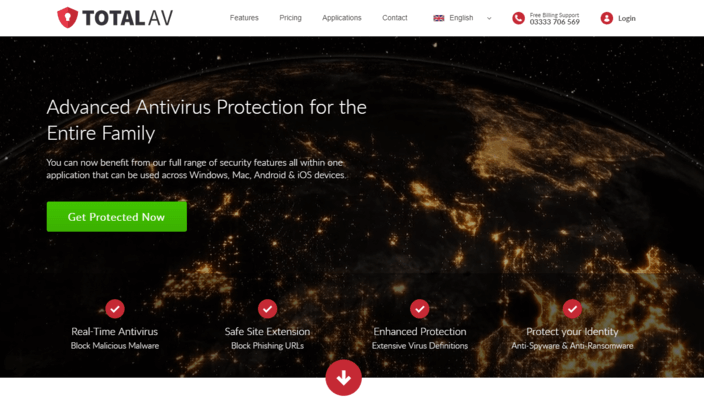 TOTAL AV
Features
Pricing
Applications
Contact
English
Free Billing Support
03333 706 569
Login
Advanced Antivirus Protection for the
Entire Family
You can now benefit from our full range of security features all within one
application that can be used across Windows, Mac, Android & iOS devices.
Get Protected Now
Real-Time Antivirus
Block Malicious Malware
Safe Site Extension
Block Phishing URLs
Enhanced Protection
Extensive Virus Definitions
Protect your Identity
Anti-Spyware & Anti-Ransomware